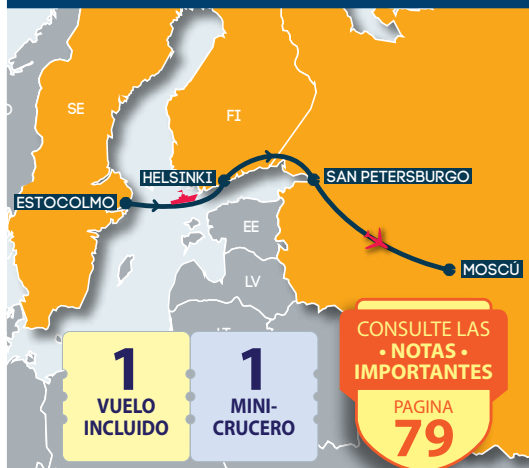 SE
FI
HELSINKI
SAN PETERSBURGO
ESTOCOLMO
EE
MOSCÚ
LV
LT
1
VUELO
INCLUIDO
1
MINI-
CRUCERO
CONSULTE LAS
• NOTAS •
IMPORTANTES
PAGINA
79